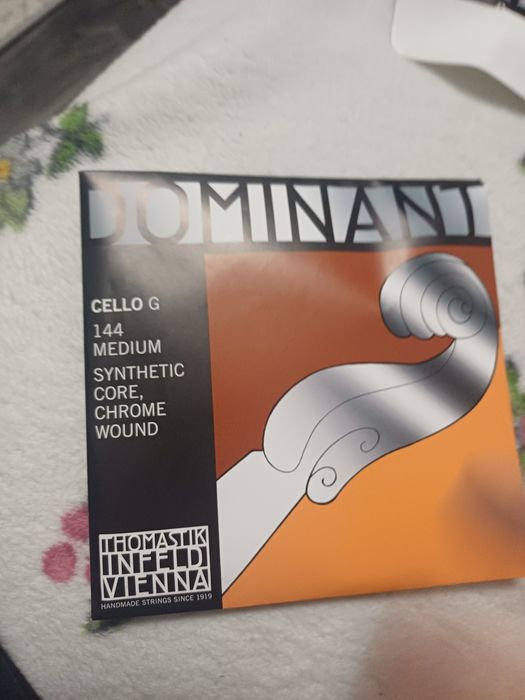 DOMINANT
CELLO G
144
MEDIUM
SYNTHETIC
CORE,
CHROME
WOUND
THOMASTIK
INFELD
VIENNA
HANDMADE STRINGS SINCE 1919